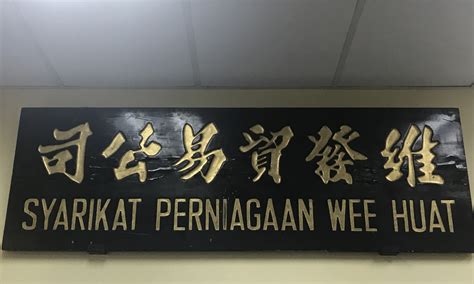 維發貿易公司
SYARIKAT PERNIAGAAN WEE HUAT